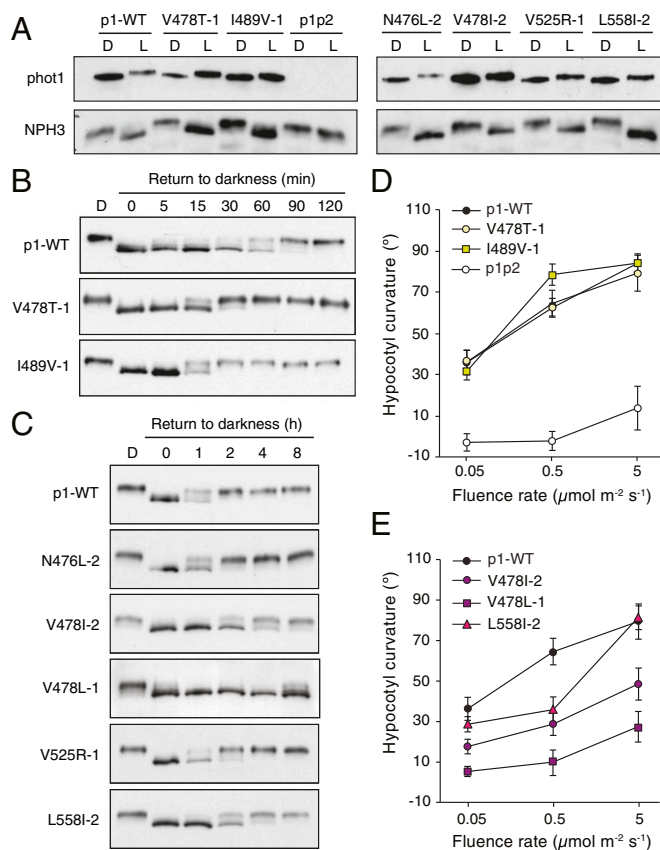 A
p1-WT V478T-1 I489V-1 p1p2
D L D L D L D L
phot1
NPH3
N476L-2 V478I-2 V525R-1 L558I-2
D L D L D L D L
B
Return to darkness (min)
D 0 5 15 30 60 90 120
p1-WT
V478T-1
I489V-1
C
Return to darkness (h)
D 0 1 2 4 8
p1-WT
N476L-2
V478I-2
V478L-1
V525R-1
L558I-2
D
p1-WT
V478T-1
I489V-1
p1p2
Hypocotyl curvature (°)
110
90
70
50
30
10
-10
0.05 0.5 5
Fluence rate (µmol m⁻² s⁻¹)
E
p1-WT
V478I-2
V478L-1
L558I-2
Hypocotyl curvature (°)
110
90
70
50
30
10
-10
0.05 0.5 5
Fluence rate (µmol m⁻² s⁻¹)